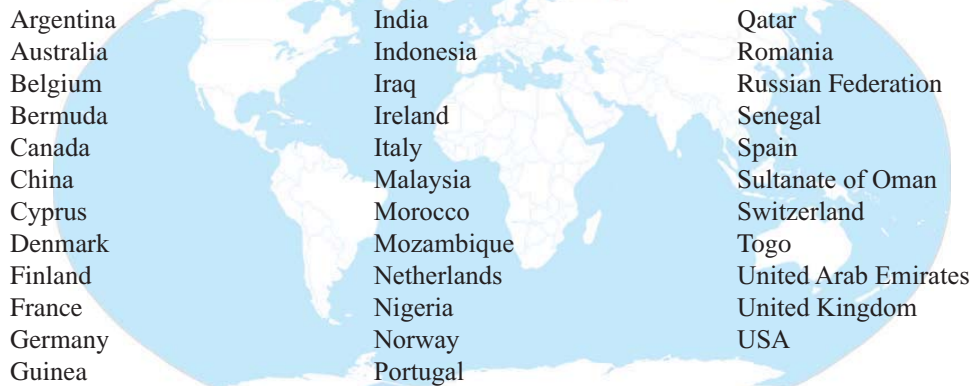 Argentina
Australia
Belgium
Bermuda
Canada
China
Cyprus
Denmark
Finland
France
Germany
Guinea
India
Indonesia
Iraq
Ireland
Italy
Malaysia
Morocco
Mozambique
Netherlands
Nigeria
Norway
Portugal
Qatar
Romania
Russian Federation
Senegal
Spain
Sultanate of Oman
Switzerland
Togo
United Arab Emirates
United Kingdom
USA